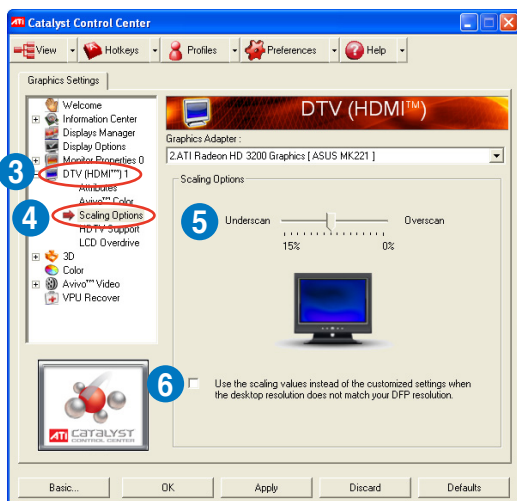 Catalyst Control Center
View Hotkeys Profiles Preferences Help
Graphics Settings
Welcome
Information Center
Displays Manager
Display Options
Monitor Properties 0
3 DTV (HDMI™) 1
Attributes
Avivo™ Color
4 Scaling Options
HDTV Support
LCD Overdrive
3D
Color
Avivo™ Video
VPU Recover
ATI CATALYST
CONTROL CENTER
DTV (HDMI™)
Graphics Adapter :
2.ATI Radeon HD 3200 Graphics [ ASUS MK221 ]
Scaling Options
5 Underscan Overscan
15% 0%
6 Use the scaling values instead of the customized settings when
the desktop resolution does not match your DFP resolution.
Basic... OK Apply Discard Defaults